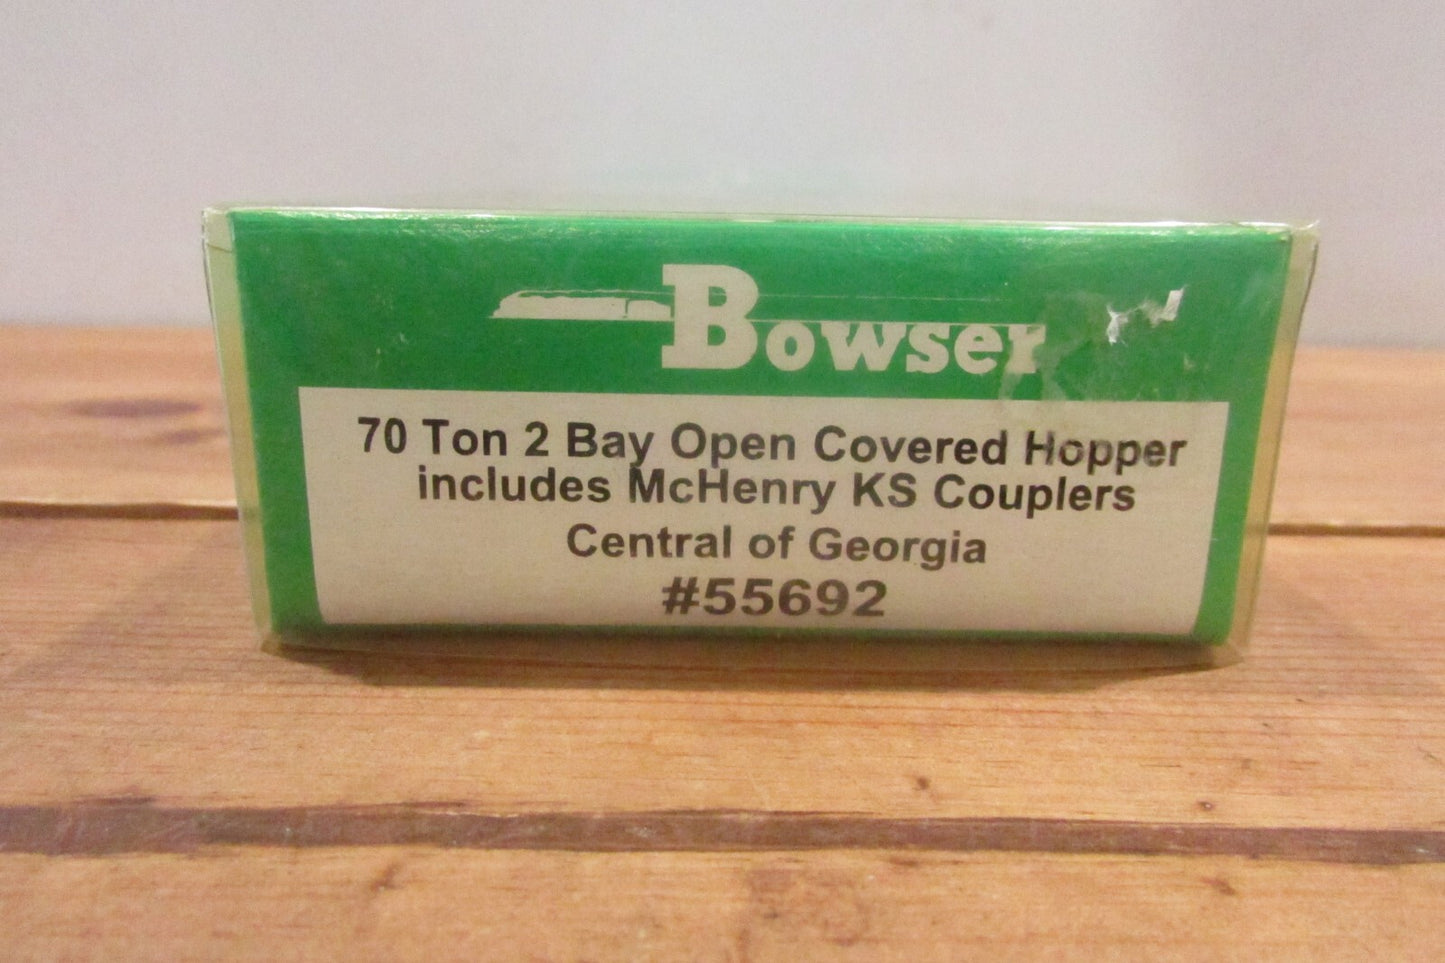 Bowser
70 Ton 2 Bay Open Covered Hopper
includes McHenry KS Couplers
Central of Georgia
#55692